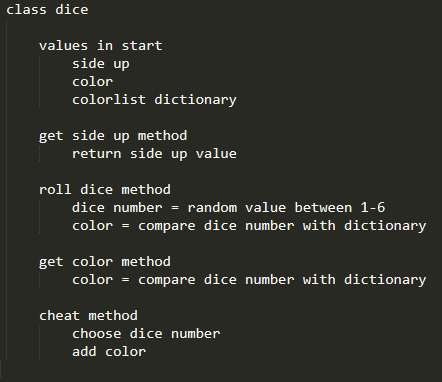 class dice
values in start
side up
color
colorlist dictionary
get side up method
return side up value
roll dice method
dice number = random value between 1-6
color = compare dice number with dictionary
get color method
color = compare dice number with dictionary
cheat method
choose dice number
add color